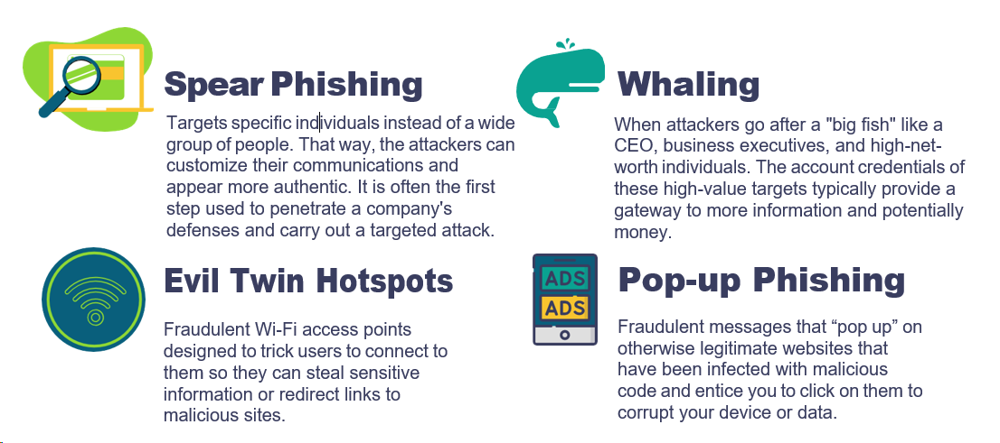 Spear Phishing
Targets specific individuals instead of a wide
group of people. That way, the attackers can
customize their communications and
appear more authentic. It is often the first
step used to penetrate a company's
defenses and carry out a targeted attack.
Whaling
When attackers go after a "big fish" like a
CEO, business executives, and high-net-
worth individuals. The account credentials of
these high-value targets typically provide a
gateway to more information and potentially
money.
Evil Twin Hotspots
Fraudulent Wi-Fi access points
designed to trick users to connect to
them so they can steal sensitive
information or redirect links to
malicious sites.
ADS
ADS
Pop-up Phishing
Fraudulent messages that “pop up” on
otherwise legitimate websites that
have been infected with malicious
code and entice you to click on them to
corrupt your device or data.